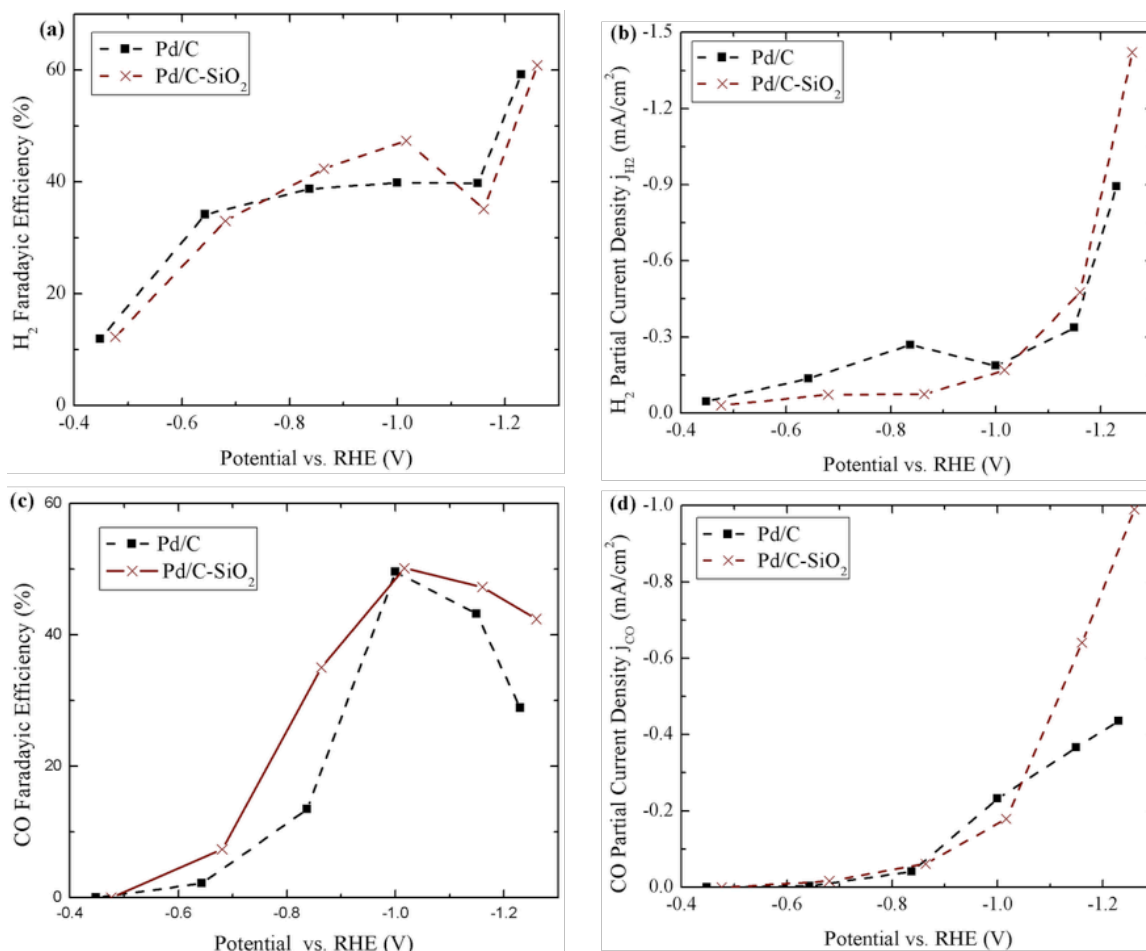 (a)
Pd/C
Pd/C-SiO₂
H₂ Faradayic Efficiency (%)
60
40
20
0
-0.4
-0.6
-0.8
-1.0
-1.2
Potential vs. RHE (V)
(b)
Pd/C
Pd/C-SiO₂
H₂ Partial Current Density j_H2 (mA/cm²)
-1.5
-1.2
-0.9
-0.6
-0.3
0.0
-0.4
-0.6
-0.8
-1.0
-1.2
Potential vs. RHE (V)
(c)
Pd/C
Pd/C-SiO₂
CO Faradayic Efficiency (%)
60
40
20
0
-0.4
-0.6
-0.8
-1.0
-1.2
Potential vs. RHE (V)
(d)
Pd/C
Pd/C-SiO₂
CO Partial Current Density j_CO (mA/cm²)
-1.0
-0.8
-0.6
-0.4
-0.2
0.0
-0.4
-0.6
-0.8
-1.0
-1.2
Potential vs. RHE (V)